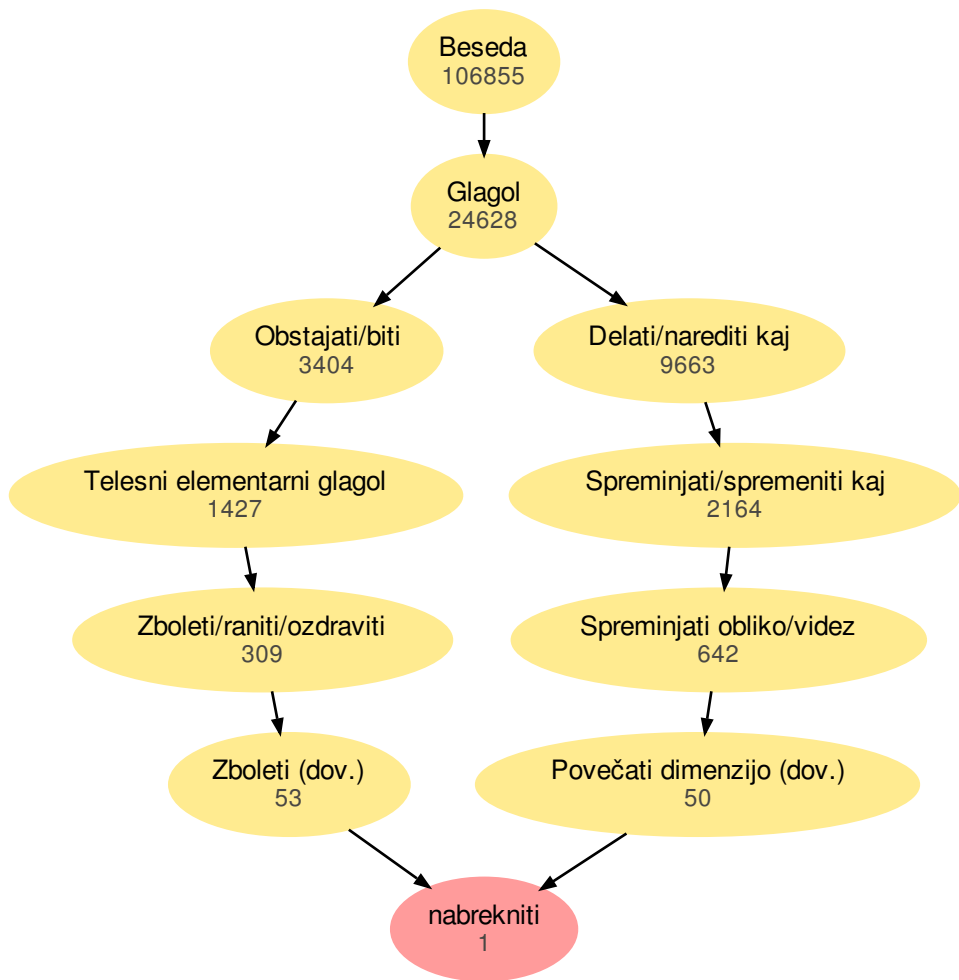 Beseda
106855
Glagol
24628
Obstajati/biti
3404
Delati/narediti kaj
9663
Telesni elementarni glagol
1427
Spreminjati/spremeniti kaj
2164
Zboleti/raniti/ozdraviti
309
Spreminjati obliko/videz
642
Zboleti (dov.)
53
Povečati dimenzijo (dov.)
50
nabrekniti
1